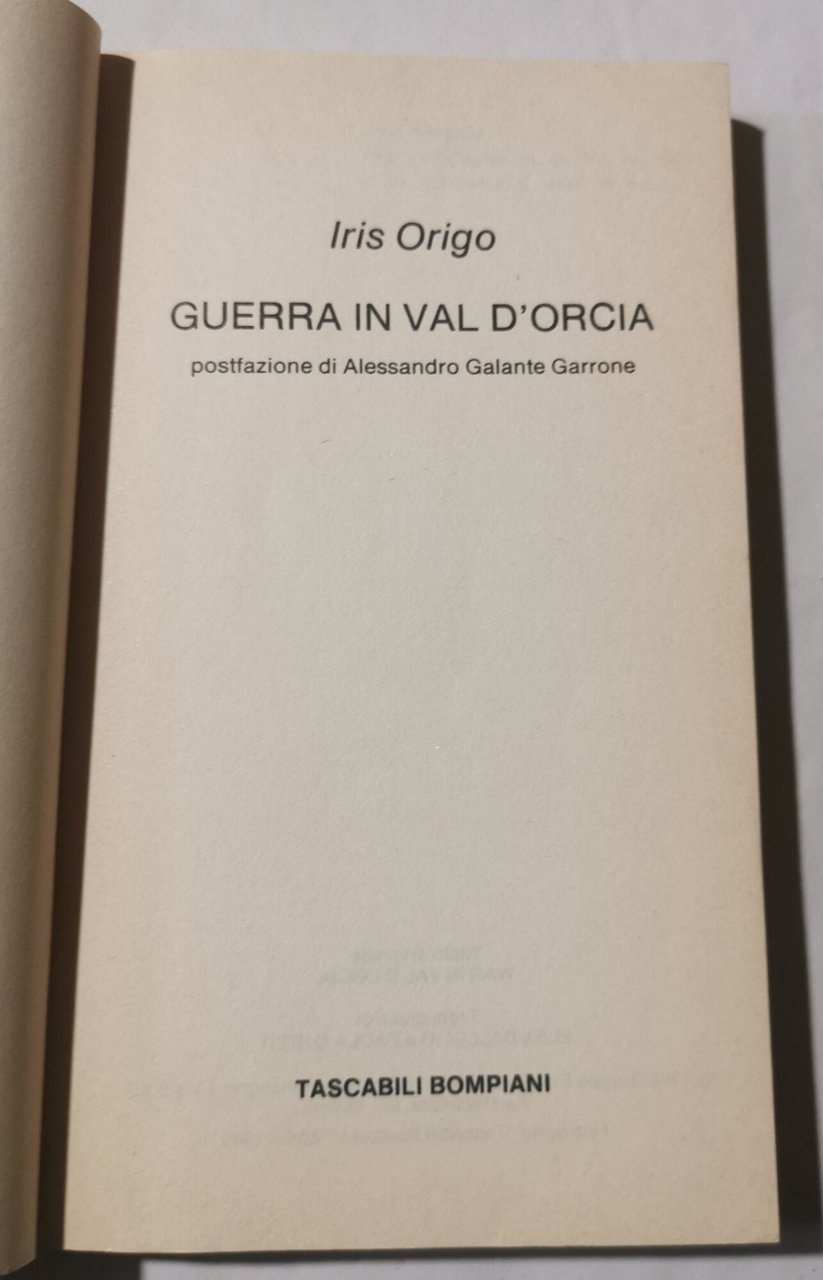 Iris Origo
GUERRA IN VAL D'ORCIA
postfazione di Alessandro Galante Garrone
TASCABILI BOMPIANI